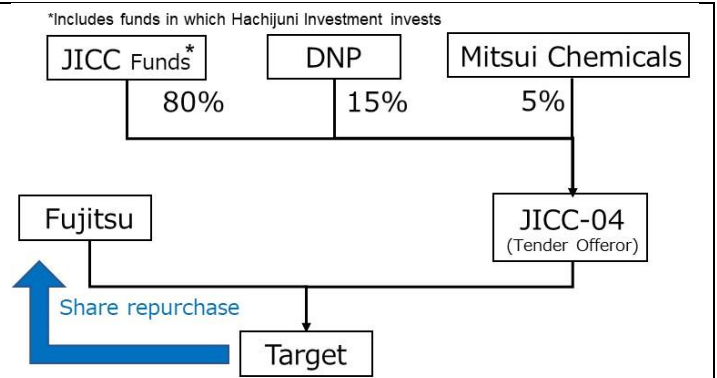 *Includes funds in which Hachijuni Investment invests
JICC Funds*
DNP
Mitsui Chemicals
80%
15%
5%
Fujitsu
JICC-04
(Tender Offeror)
Share repurchase
Target